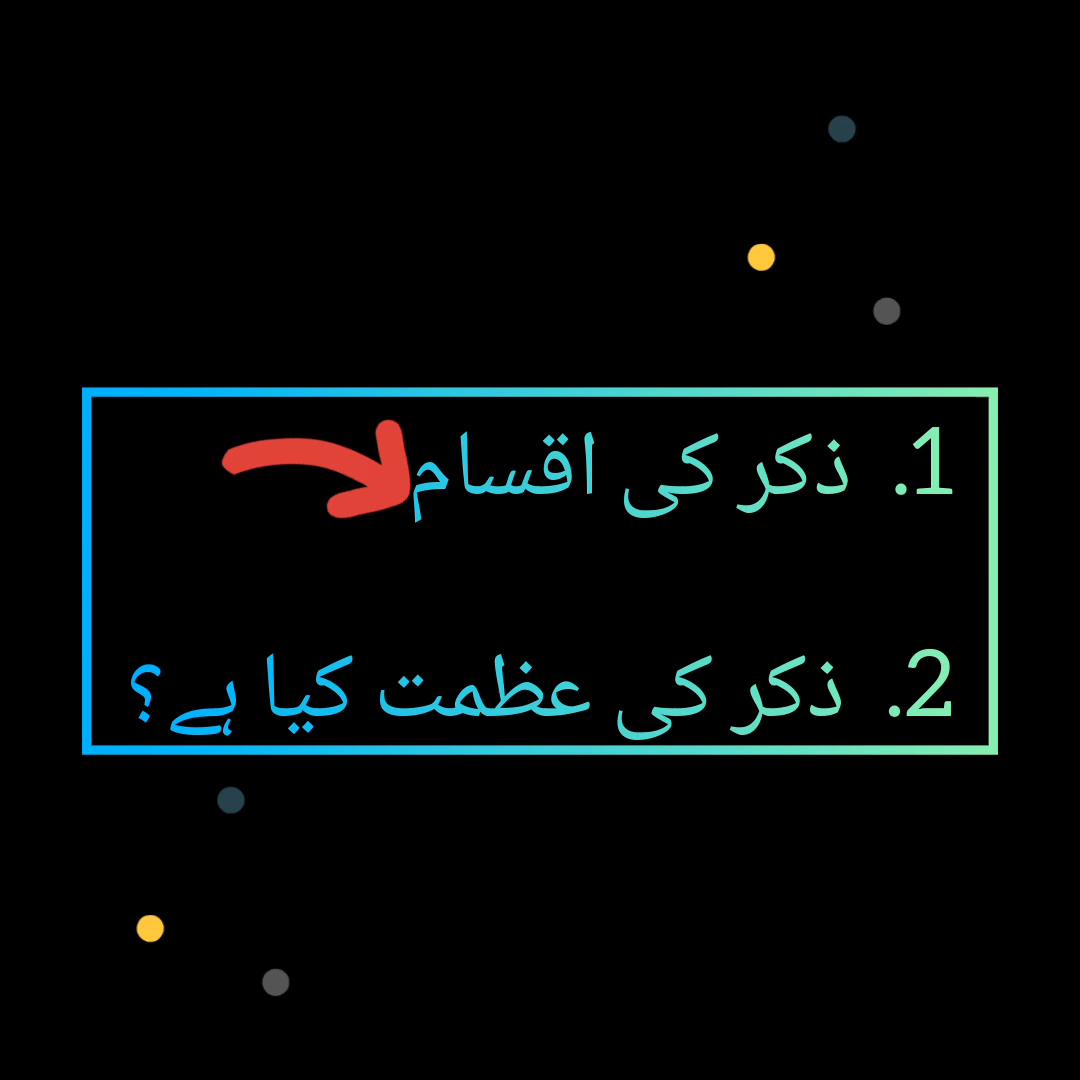 1. ذکر کی اقسام
2. ذکر کی عظمت کیا ہے؟